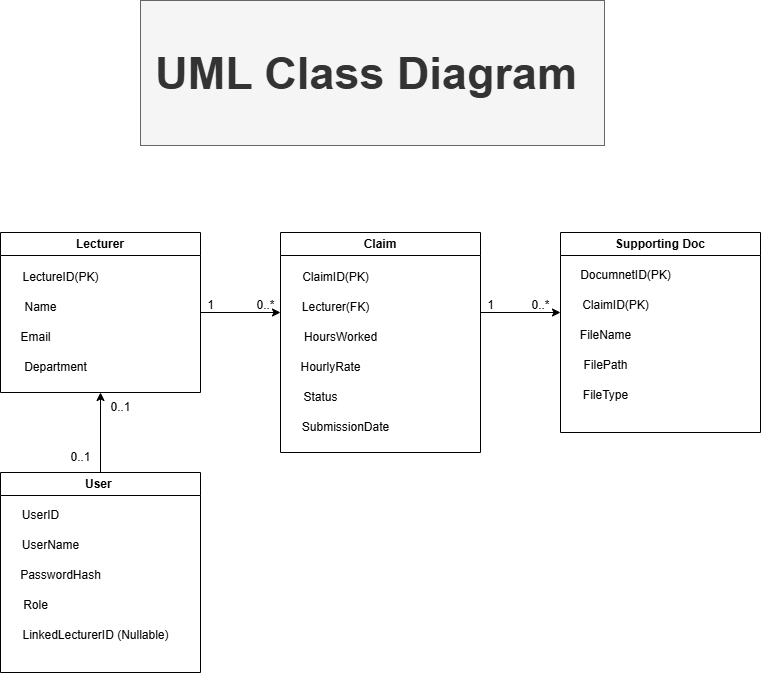 UML Class Diagram
Lecturer
LectureID(PK)
Name
Email
Department
1
0..*
Claim
ClaimID(PK)
Lecturer(FK)
HoursWorked
HourlyRate
Status
SubmissionDate
1
0..*
Supporting Doc
DocumnetID(PK)
ClaimID(PK)
FileName
FilePath
FileType
0..1
0..1
User
UserID
UserName
PasswordHash
Role
LinkedLecturerID (Nullable)